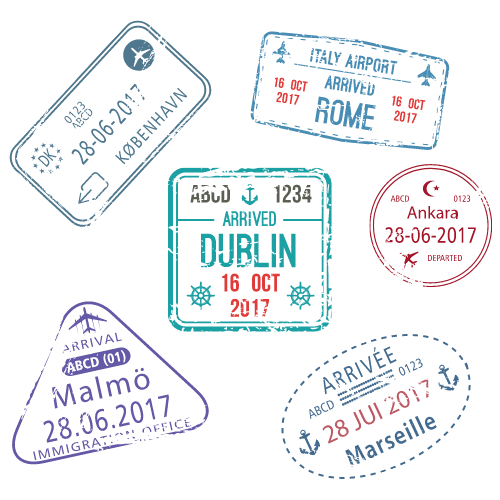 0123
ABCD
28-06-2017
DK
KØBENHAVN
ITALY AIRPORT
ARRIVED
16 OCT
2017
ROME
16 OCT
2017
ABCD 1234
ARRIVED
DUBLIN
16 OCT
2017
ABCD 0123
Ankara
28-06-2017
DEPARTED
ARRIVAL
ABCD (01)
Malmö
28.06.2017
IMMIGRATION OFFICE
ARRIVÉE
ABCD 0123
28 JUI 2017
Marseille